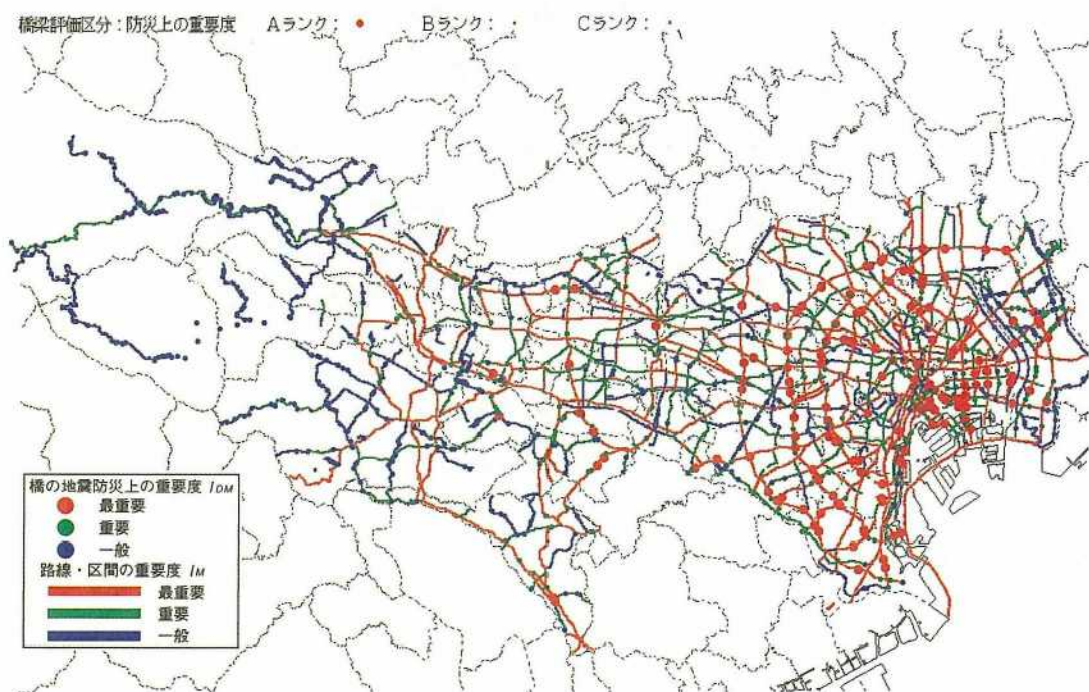 橋梁評価区分：防災上の重要度 Aランク： Bランク： Cランク：
橋の地震防災上の重要度 IDM
最重要
重要
一般
路線・区間の重要度 IM
最重要
重要
一般